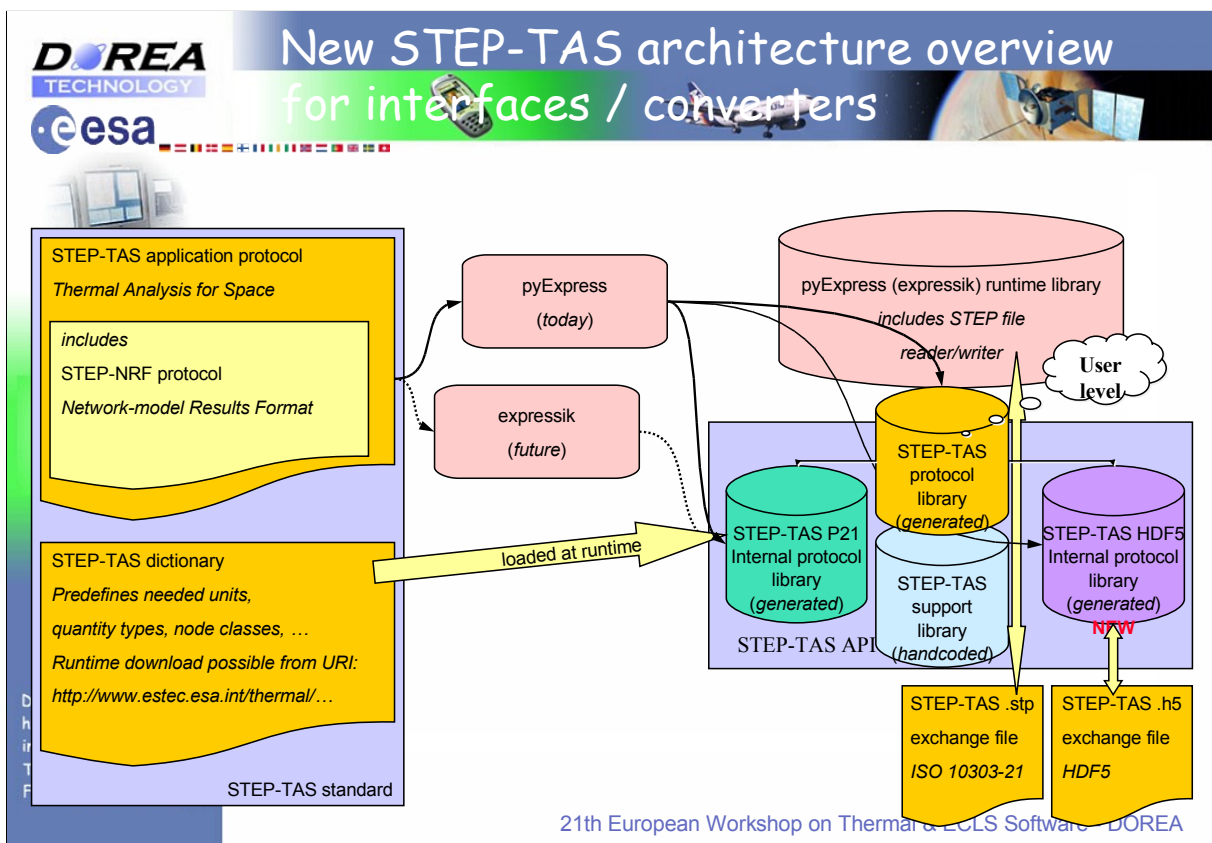 DOREA
TECHNOLOGY
esa
New STEP-TAS architecture overview
for interfaces / converters
STEP-TAS application protocol
Thermal Analysis for Space
includes
STEP-NRF protocol
Network-model Results Format
STEP-TAS dictionary
Predefines needed units,
quantity types, node classes, …
Runtime download possible from URI:
http://www.estec.esa.int/thermal/…
STEP-TAS standard
pyExpress
(today)
expressik
(future)
loaded at runtime
pyExpress (expressik) runtime library
includes STEP file
reader/writer
User
level
STEP-TAS
protocol
library
(generated)
STEP-TAS P21
Internal protocol
library
(generated)
STEP-TAS
support
library
(handcoded)
STEP-TAS HDF5
Internal protocol
library
(generated)
NEW
STEP-TAS API
STEP-TAS .stp
exchange file
ISO 10303-21
STEP-TAS .h5
exchange file
HDF5
21th European Workshop on Thermal & ECLS Software - DOREA